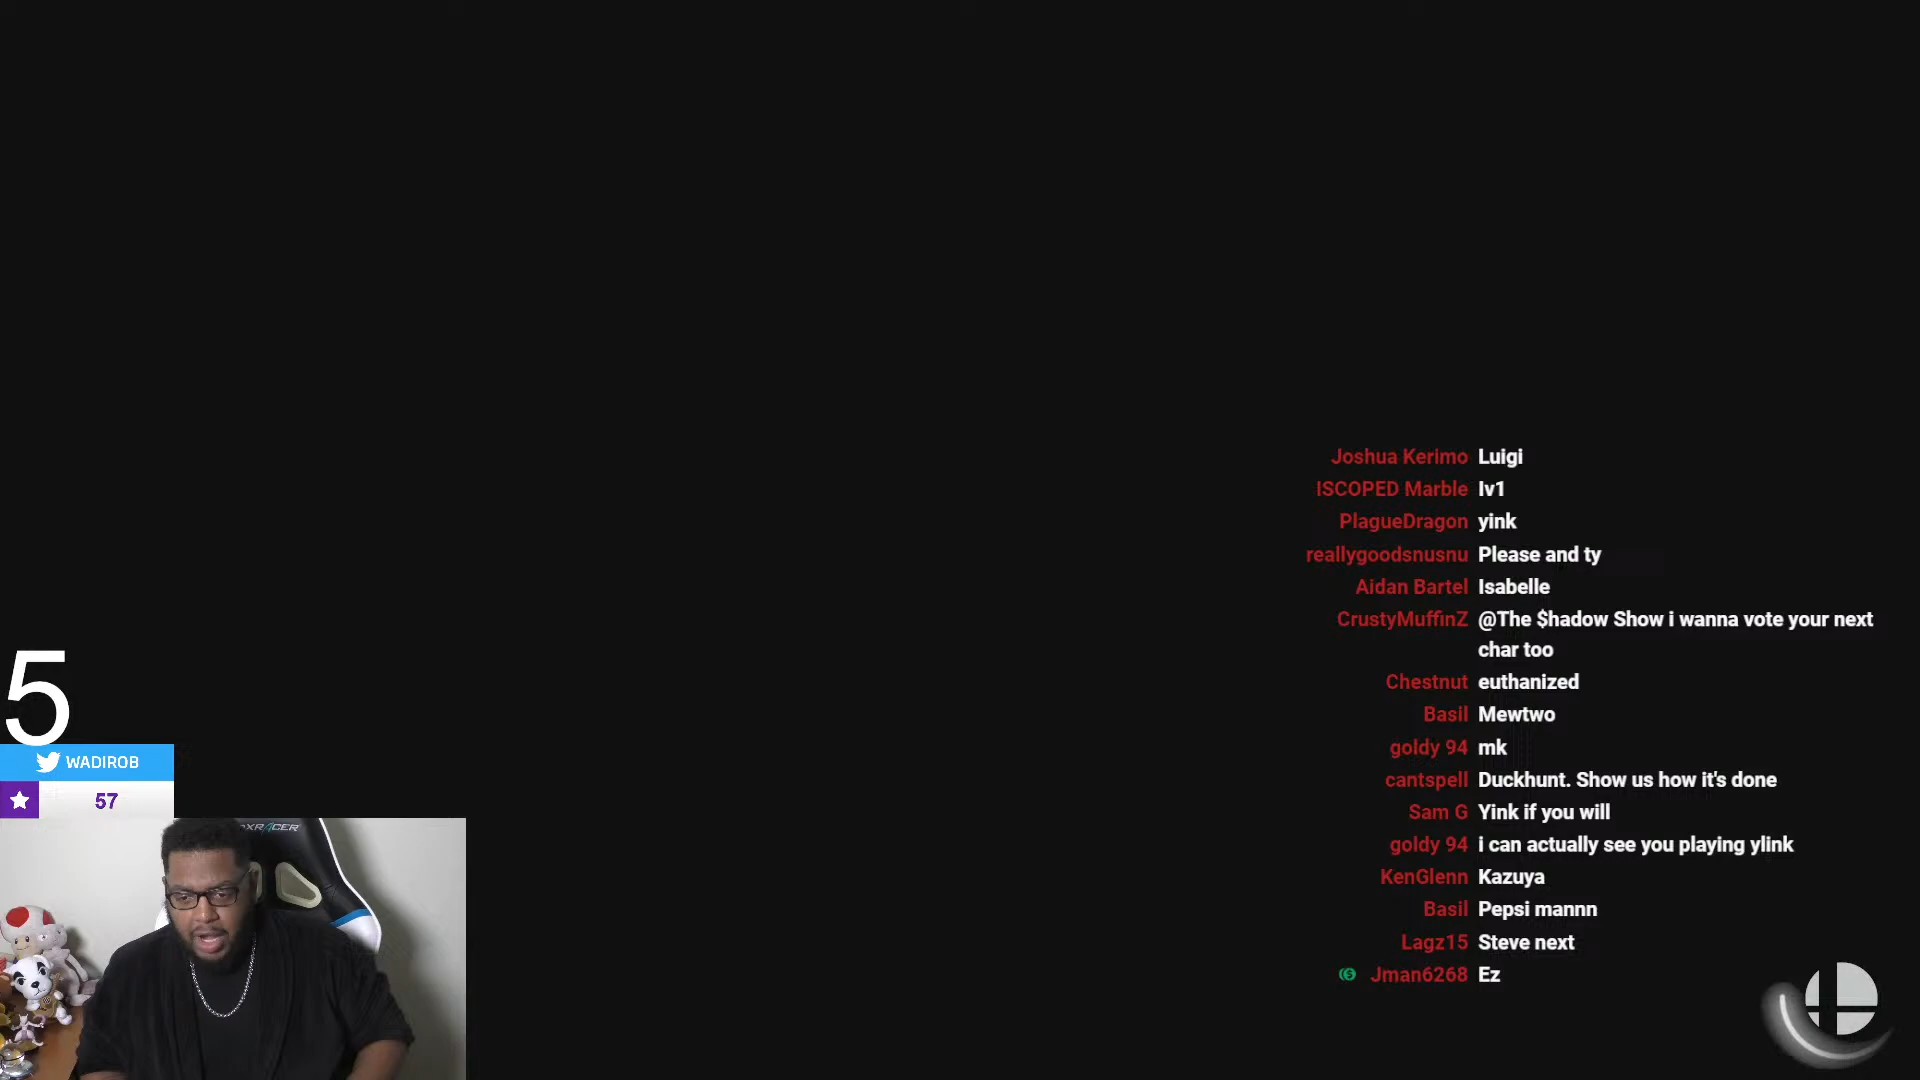 Joshua Kerimo Luigi
ISCOPED Marble Iv1
PlagueDragon yink
reallygoodsnusnu Please and ty
Aidan Bartel Isabelle
CrustyMuffinZ @The $hadow Show i wanna vote your next
char too
Chestnut euthanized
Basil Mewtwo
goldy 94 mk
cantspell Duckhunt. Show us how it's done
Sam G Yink if you will
goldy 94 i can actually see you playing ylink
KenGlenn Kazuya
Basil Pepsi mannn
Lagz15 Steve next
Jman6268 Ez
5
WADIROB
57